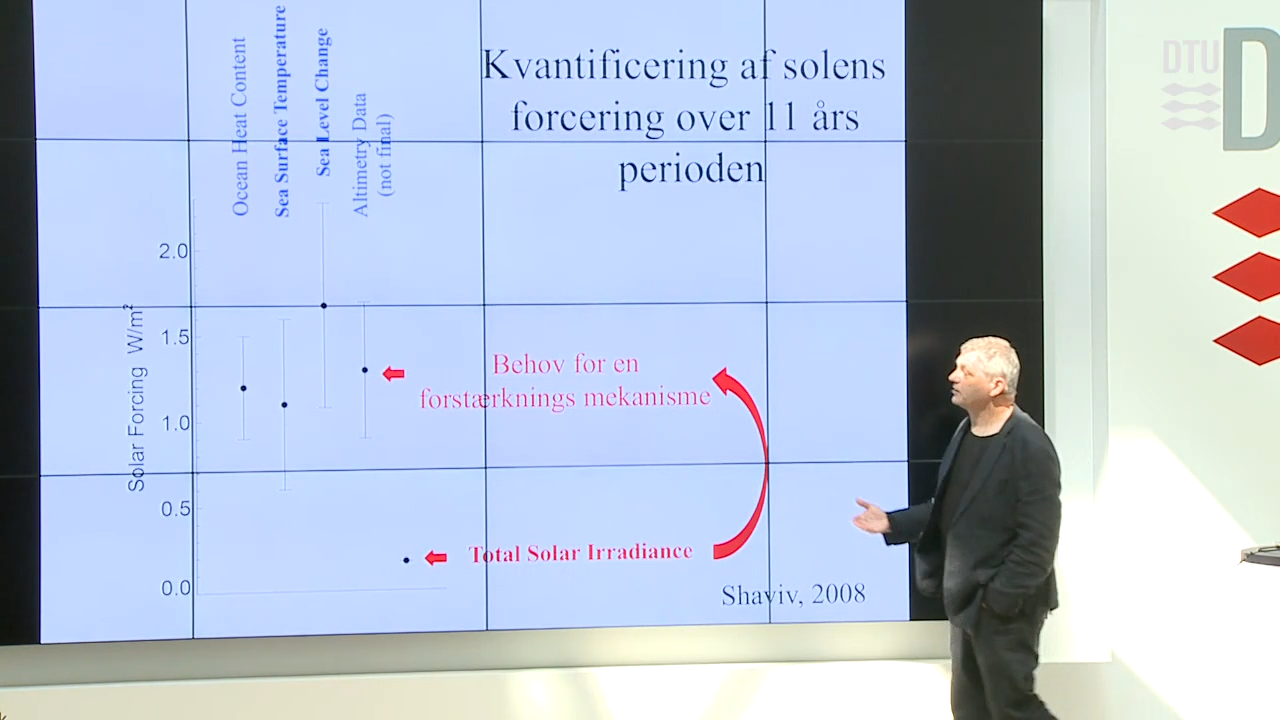 Kvantificering af solens
forcering over 11 års
perioden
Ocean Heat Content
Sea Surface Temperature
Sea Level Change
Altimetry Data
(not final)
Solar Forcing W/m²
2.0
1.5
1.0
0.5
0.0
Behov for en
forstærknings mekanisme
Total Solar Irradiance
Shaviv, 2008
DTU
D